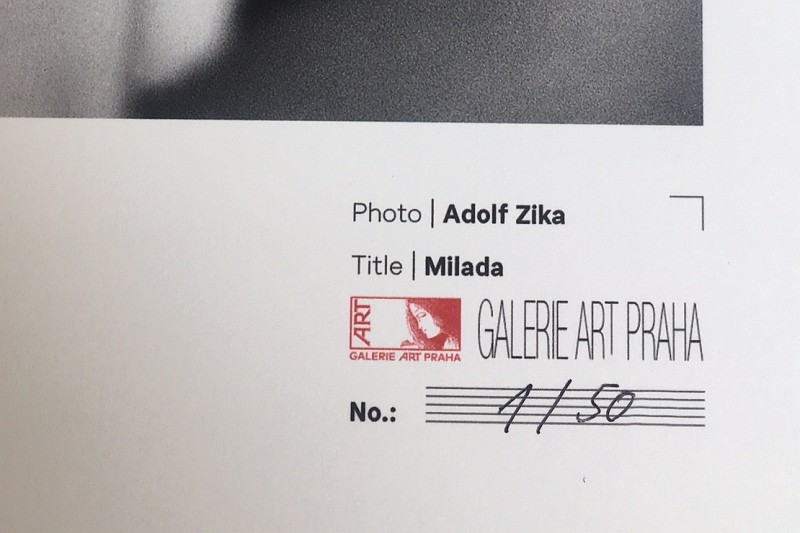 Photo | Adolf Zika
Title | Milada
ART
GALERIE ART PRAHA
GALERIE ART PRAHA
No.: 1/50